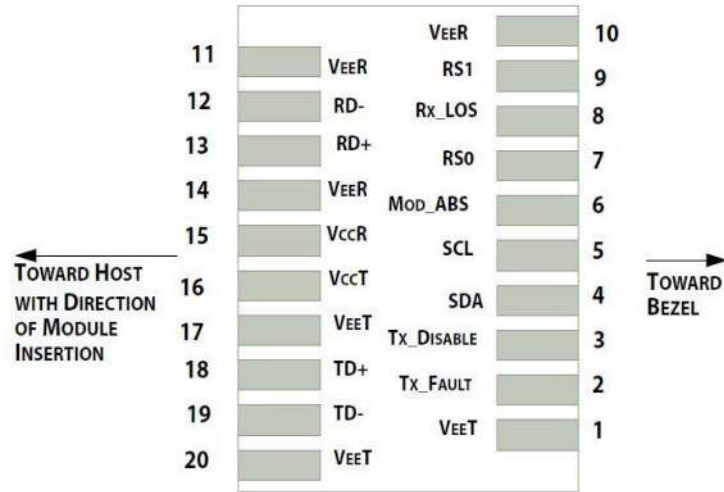 11 VEER
12 RD-
13 RD+
14 VEER
15 VCCR
16 VCCT
17 VEET
18 TD+
19 TD-
20 VEET
VEER 10
RS1 9
RX_LOS 8
RS0 7
MOD_ABS 6
SCL 5
SDA 4
TX_DISABLE 3
TX_FAULT 2
VEET 1
TOWARD HOST
WITH DIRECTION
OF MODULE
INSERTION
TOWARD
BEZEL